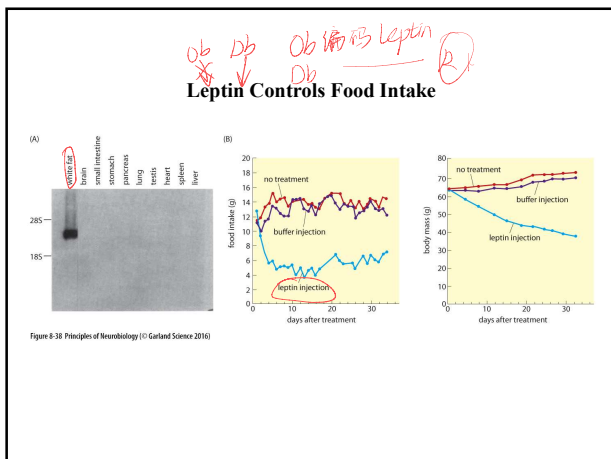 Ob Db Ob 编码 Leptin R
Db
Leptin Controls Food Intake
(A)
white fat
brain
small intestine
stomach
pancreas
lung
testis
heart
spleen
liver
285
185
(B)
food intake (g)
20
18
16
14
12
10
8
6
4
2
0
no treatment
buffer injection
leptin injection
0 10 20 30
days after treatment
body mass (g)
80
70
60
50
40
30
20
10
0
no treatment
buffer injection
leptin injection
0 10 20 30
days after treatment
Figure 8-38 Principles of Neurobiology (© Garland Science 2016)